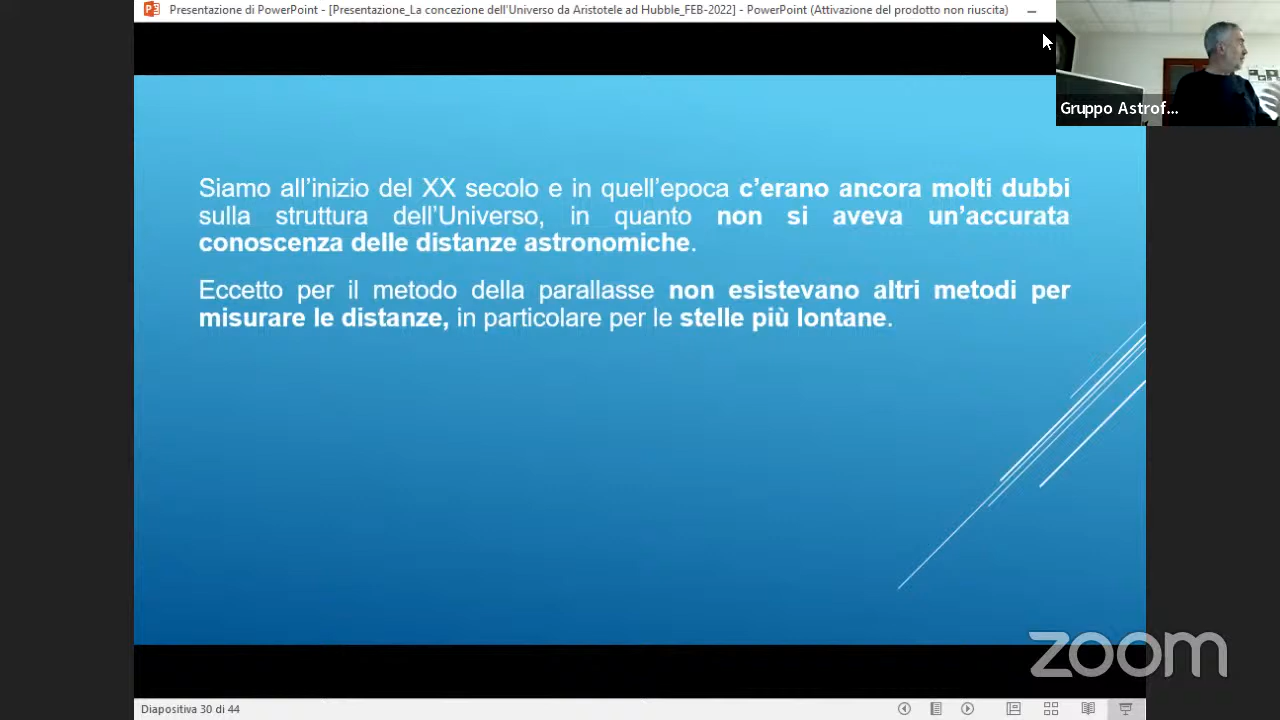 Presentazione di PowerPoint - [Presentazione_La concezione dell'Universo da Aristotele ad Hubble_FEB-2022] - PowerPoint (Attivazione del prodotto non riuscita)
Gruppo Astrof...
Siamo all’inizio del XX secolo e in quell’epoca c’erano ancora molti dubbi
sulla struttura dell’Universo, in quanto non si aveva un’accurata
conoscenza delle distanze astronomiche.
Eccetto per il metodo della parallasse non esistevano altri metodi per
misurare le distanze, in particolare per le stelle più lontane.
zoom
Diapositiva 30 di 44